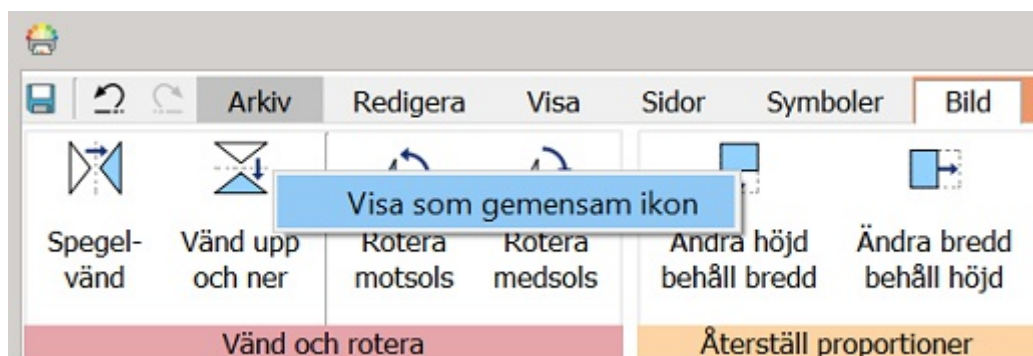 Arkiv Redigera Visa Sidor Symboler Bild
Visa som gemensam ikon
Spegel-
vänd
Vänd upp
och ner
Rotera
motsols
Rotera
medsols
Ändra höjd
behåll bredd
Ändra bredd
behåll höjd
Vänd och rotera
Återställ proportioner